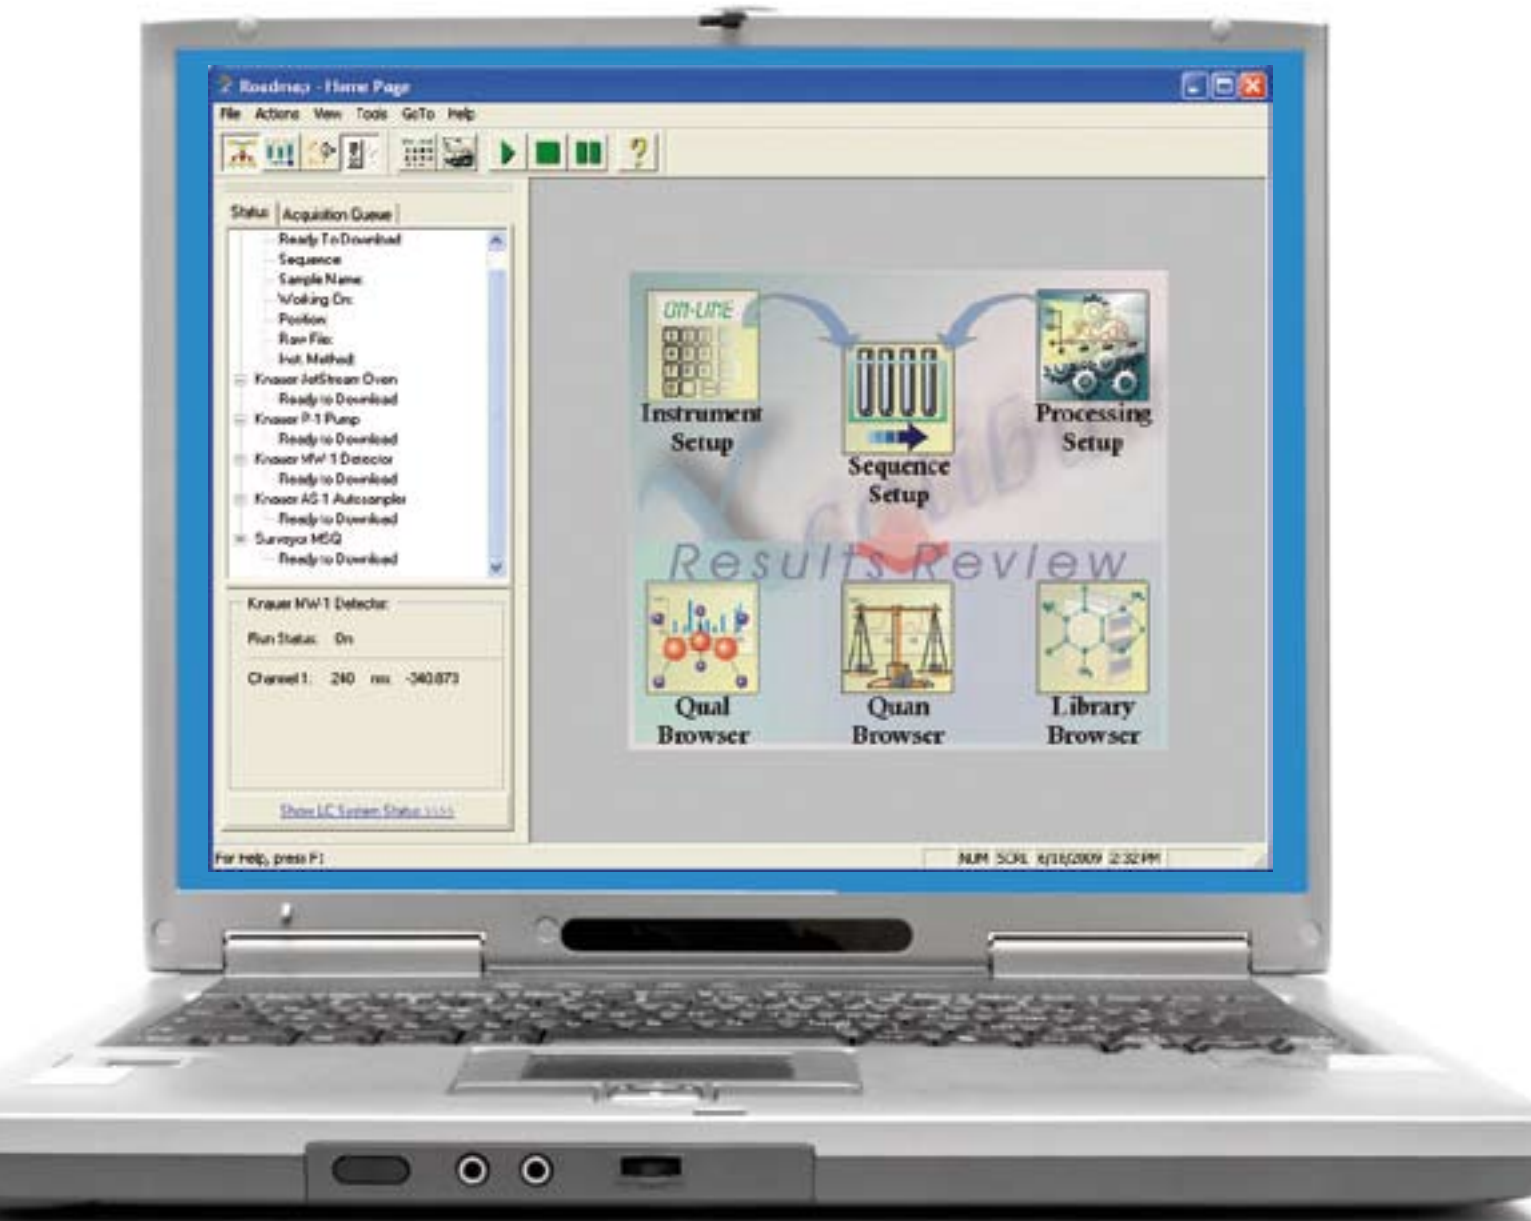 Roadmap - Home Page
File Actions View Tools GoTo Help
Status Acquisition Queue
Ready To Download
Sequence:
Sample Name:
Working On:
Position:
Raw File:
Inst. Method:
Knauer JetStream Oven
Ready to Download
Knauer P-1 Pump
Ready to Download
Knauer MW-1 Detector
Ready to Download
Knauer AS-1 Autosampler
Ready to Download
Surveyor MSQ
Ready to Download
Knauer MW-1 Detector:
Run Status: On
Channel 1: 240 nm: -340.873
Show LC System Status >>>>
For Help, press F1
ON-LINE
Instrument
Setup
Sequence
Setup
Processing
Setup
Xcalibur
Results Review
Qual
Browser
Quan
Browser
Library
Browser
NUM SCRL 6/16/2009 2:32 PM